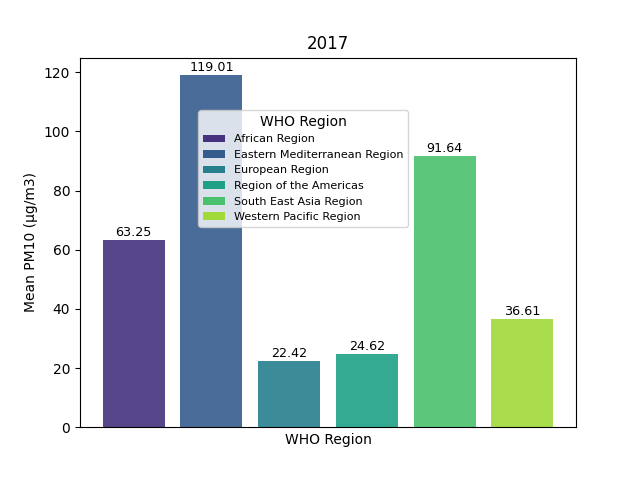 2017
119.01
120
WHO Region
African Region
Eastern Mediterranean Region
European Region
Region of the Americas
South East Asia Region
Western Pacific Region
100
91.64
80
63.25
60
Mean PM10 (µg/m3)
40
36.61
24.62
22.42
20
0
WHO Region